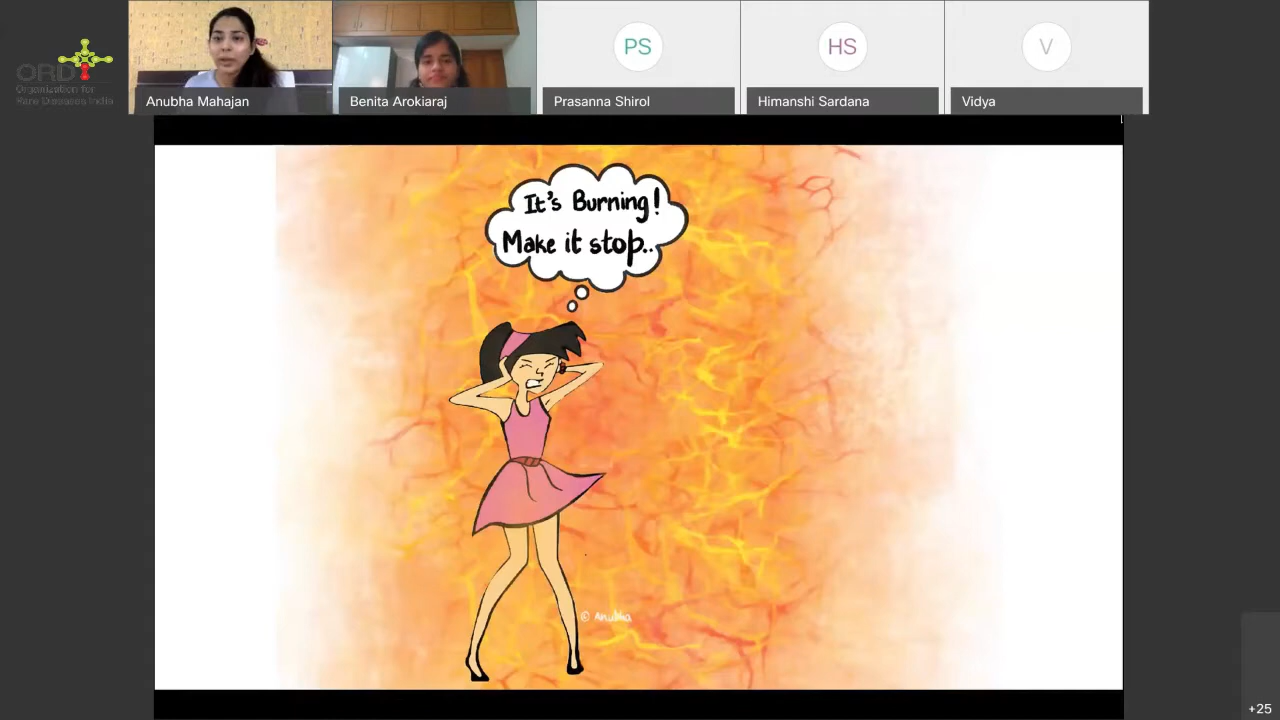 ORDI
Organization for
Rare Diseases India
Anubha Mahajan
Benita Arokiaraj
PS
Prasanna Shirol
HS
Himanshi Sardana
V
Vidya
It's Burning!
Make it stop..
© Anubha
+25